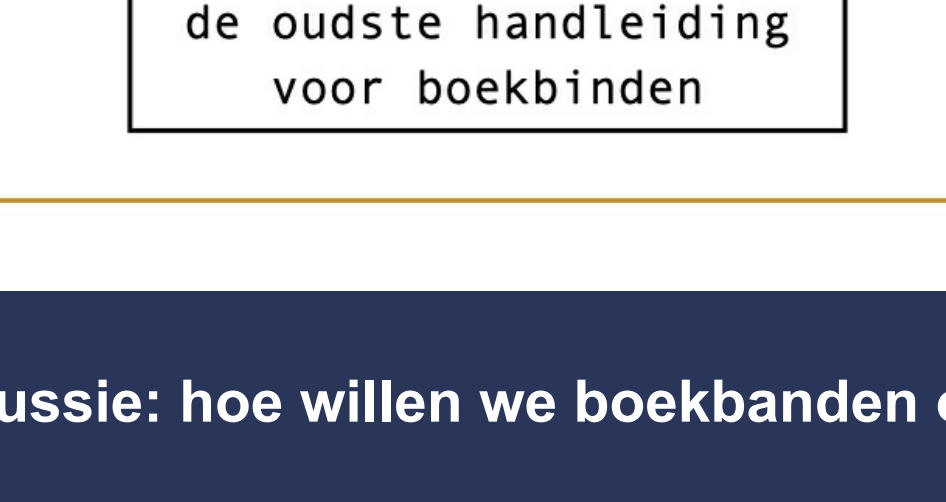 de oudste handleiding
voor boekbinden
ussie: hoe willen we boekbanden